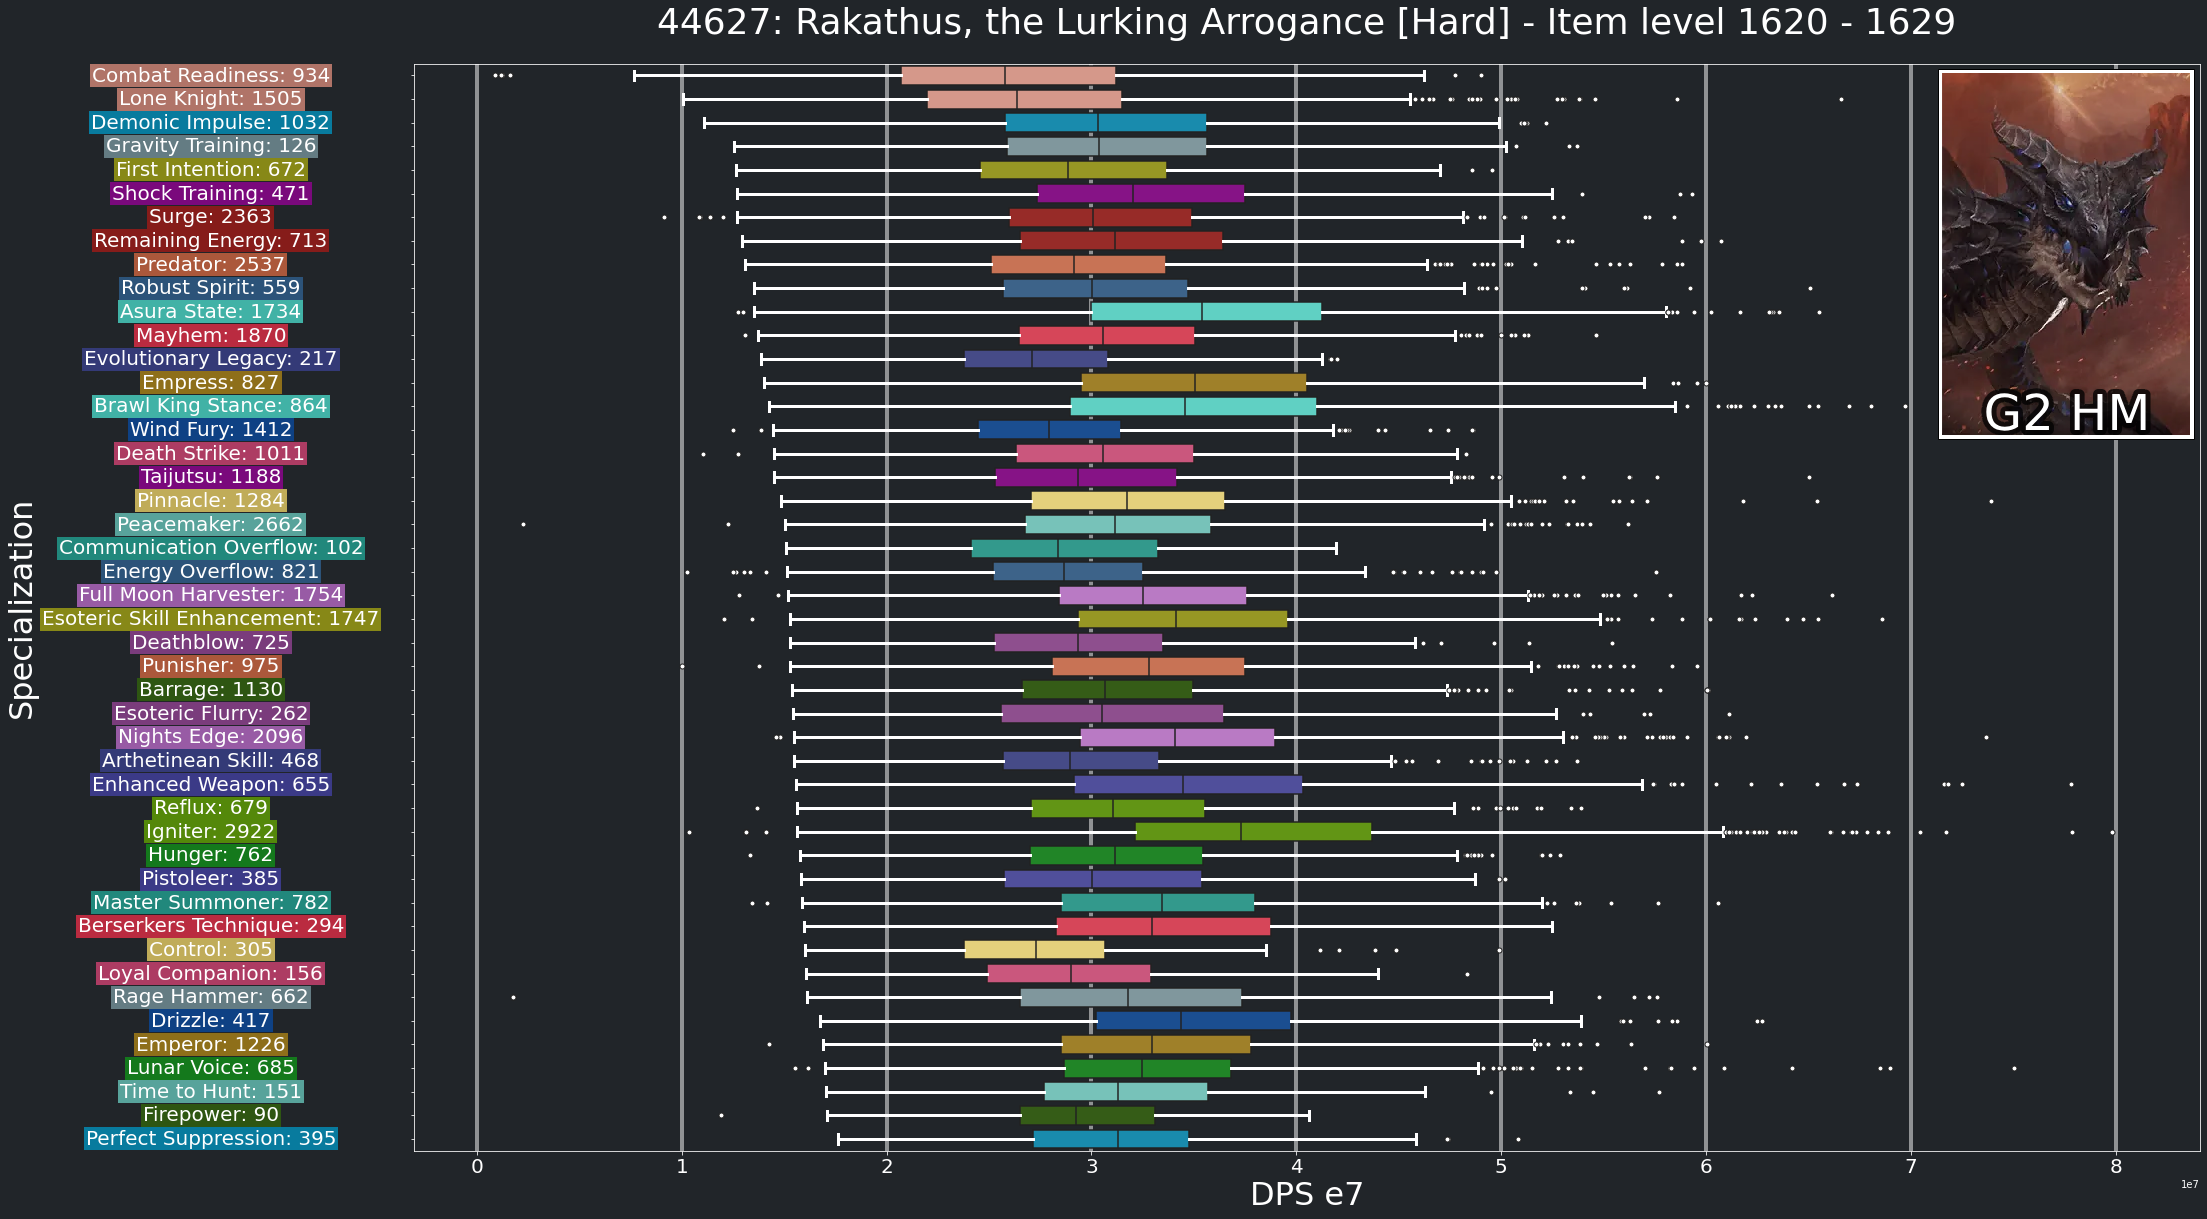 44627: Rakathus, the Lurking Arrogance [Hard] - Item level 1620 - 1629
Combat Readiness: 934
Lone Knight: 1505
Demonic Impulse: 1032
Gravity Training: 126
First Intention: 672
Shock Training: 471
Surge: 2363
Remaining Energy: 713
Predator: 2537
Robust Spirit: 559
Asura State: 1734
Mayhem: 1870
Evolutionary Legacy: 217
Empress: 827
Brawl King Stance: 864
Wind Fury: 1412
Death Strike: 1011
Taijutsu: 1188
Pinnacle: 1284
Peacemaker: 2662
Communication Overflow: 102
Energy Overflow: 821
Full Moon Harvester: 1754
Esoteric Skill Enhancement: 1747
Deathblow: 725
Punisher: 975
Barrage: 1130
Esoteric Flurry: 262
Nights Edge: 2096
Arthetinean Skill: 468
Enhanced Weapon: 655
Reflux: 679
Igniter: 2922
Hunger: 762
Pistoleer: 385
Master Summoner: 782
Berserkers Technique: 294
Control: 305
Loyal Companion: 156
Rage Hammer: 662
Drizzle: 417
Emperor: 1226
Lunar Voice: 685
Time to Hunt: 151
Firepower: 90
Perfect Suppression: 395
Specialization
G2 HM
0 1 2 3 4 5 6 7 8
DPS e7
1e7